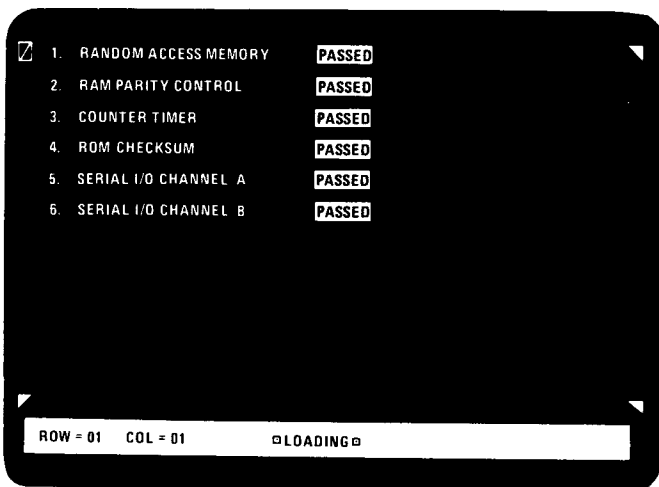 1. RANDOM ACCESS MEMORY PASSED
2. RAM PARITY CONTROL PASSED
3. COUNTER TIMER PASSED
4. ROM CHECKSUM PASSED
5. SERIAL I/O CHANNEL A PASSED
6. SERIAL I/O CHANNEL B PASSED
ROW = 01 COL = 01 LOADING